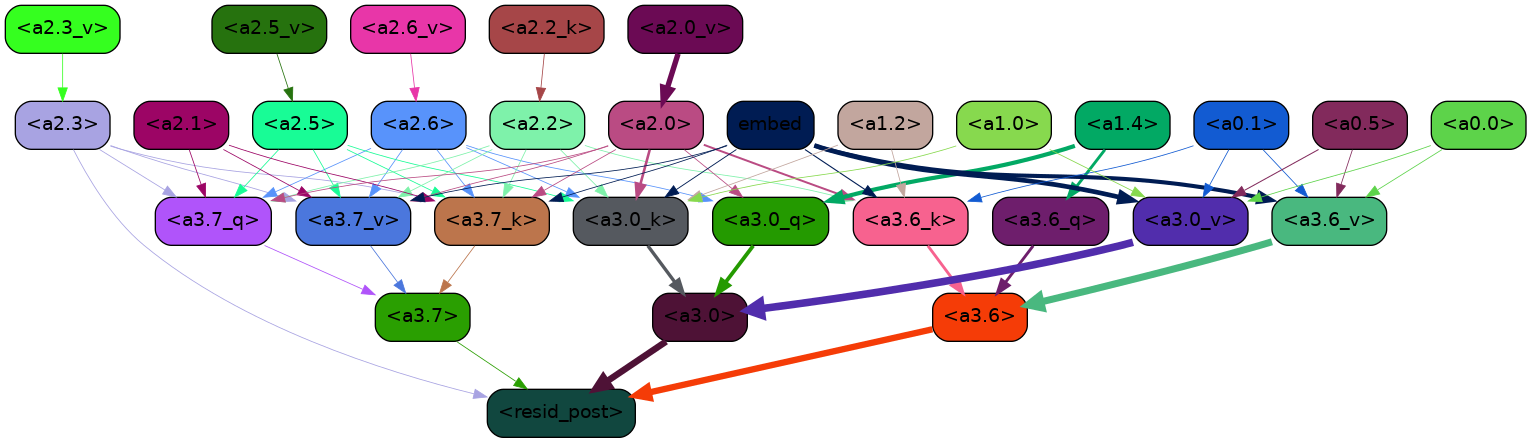 <a2.3_v> <a2.5_v> <a2.6_v> <a2.2_k> <a2.0_v>
<a2.3> <a2.1> <a2.5> <a2.6> <a2.2> <a2.0> embed <a1.2> <a1.0> <a1.4> <a0.1> <a0.5> <a0.0>
<a3.7_q> <a3.7_v> <a3.7_k> <a3.0_k> <a3.0_q> <a3.6_k> <a3.6_q> <a3.0_v> <a3.6_v>
<a3.7> <a3.0> <a3.6>
<resid_post>